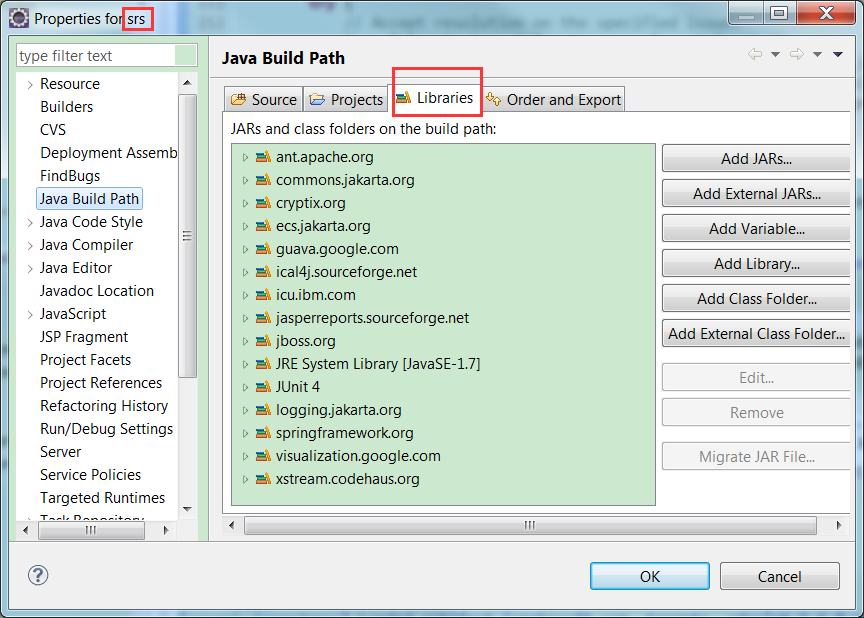 Properties for srs
type filter text
Resource
Builders
CVS
Deployment Assemb
FindBugs
Java Build Path
Java Code Style
Java Compiler
Java Editor
Javadoc Location
JavaScript
JSP Fragment
Project Facets
Project References
Refactoring History
Run/Debug Settings
Server
Service Policies
Targeted Runtimes
Task Repository
Java Build Path
Source
Projects
Libraries
Order and Export
JARs and class folders on the build path:
ant.apache.org
commons.jakarta.org
cryptix.org
ecs.jakarta.org
guava.google.com
ical4j.sourceforge.net
icu.ibm.com
jasperreports.sourceforge.net
jboss.org
JRE System Library [JavaSE-1.7]
JUnit 4
logging.jakarta.org
springframework.org
visualization.google.com
xstream.codehaus.org
Add JARs...
Add External JARs...
Add Variable...
Add Library...
Add Class Folder...
Add External Class Folder...
Edit...
Remove
Migrate JAR File...
OK
Cancel